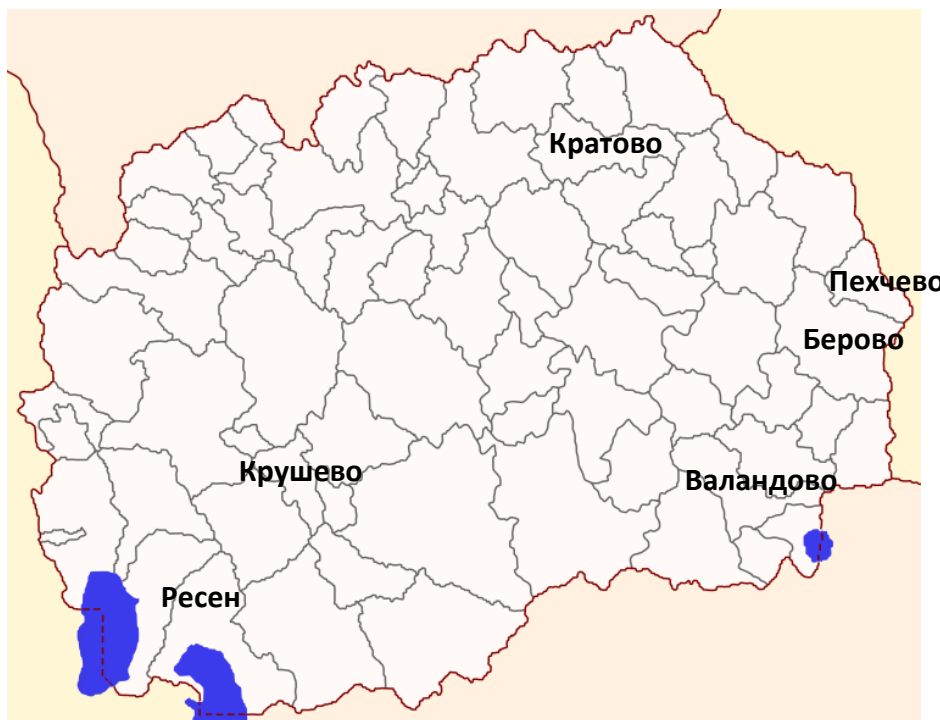 Кратово
Пехчево
Берово
Крушево
Валандово
Ресен